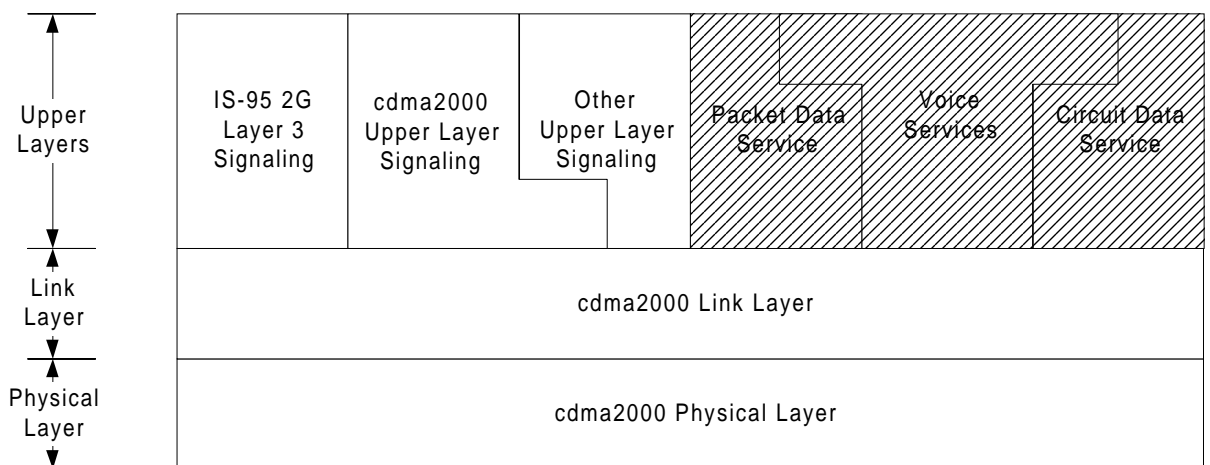 Upper
Layers
IS-95 2G
Layer 3
Signaling
cdma2000
Upper Layer
Signaling
Other
Upper Layer
Signaling
Packet Data
Service
Voice
Services
Circuit Data
Service
Link
Layer
cdma2000 Link Layer
Physical
Layer
cdma2000 Physical Layer